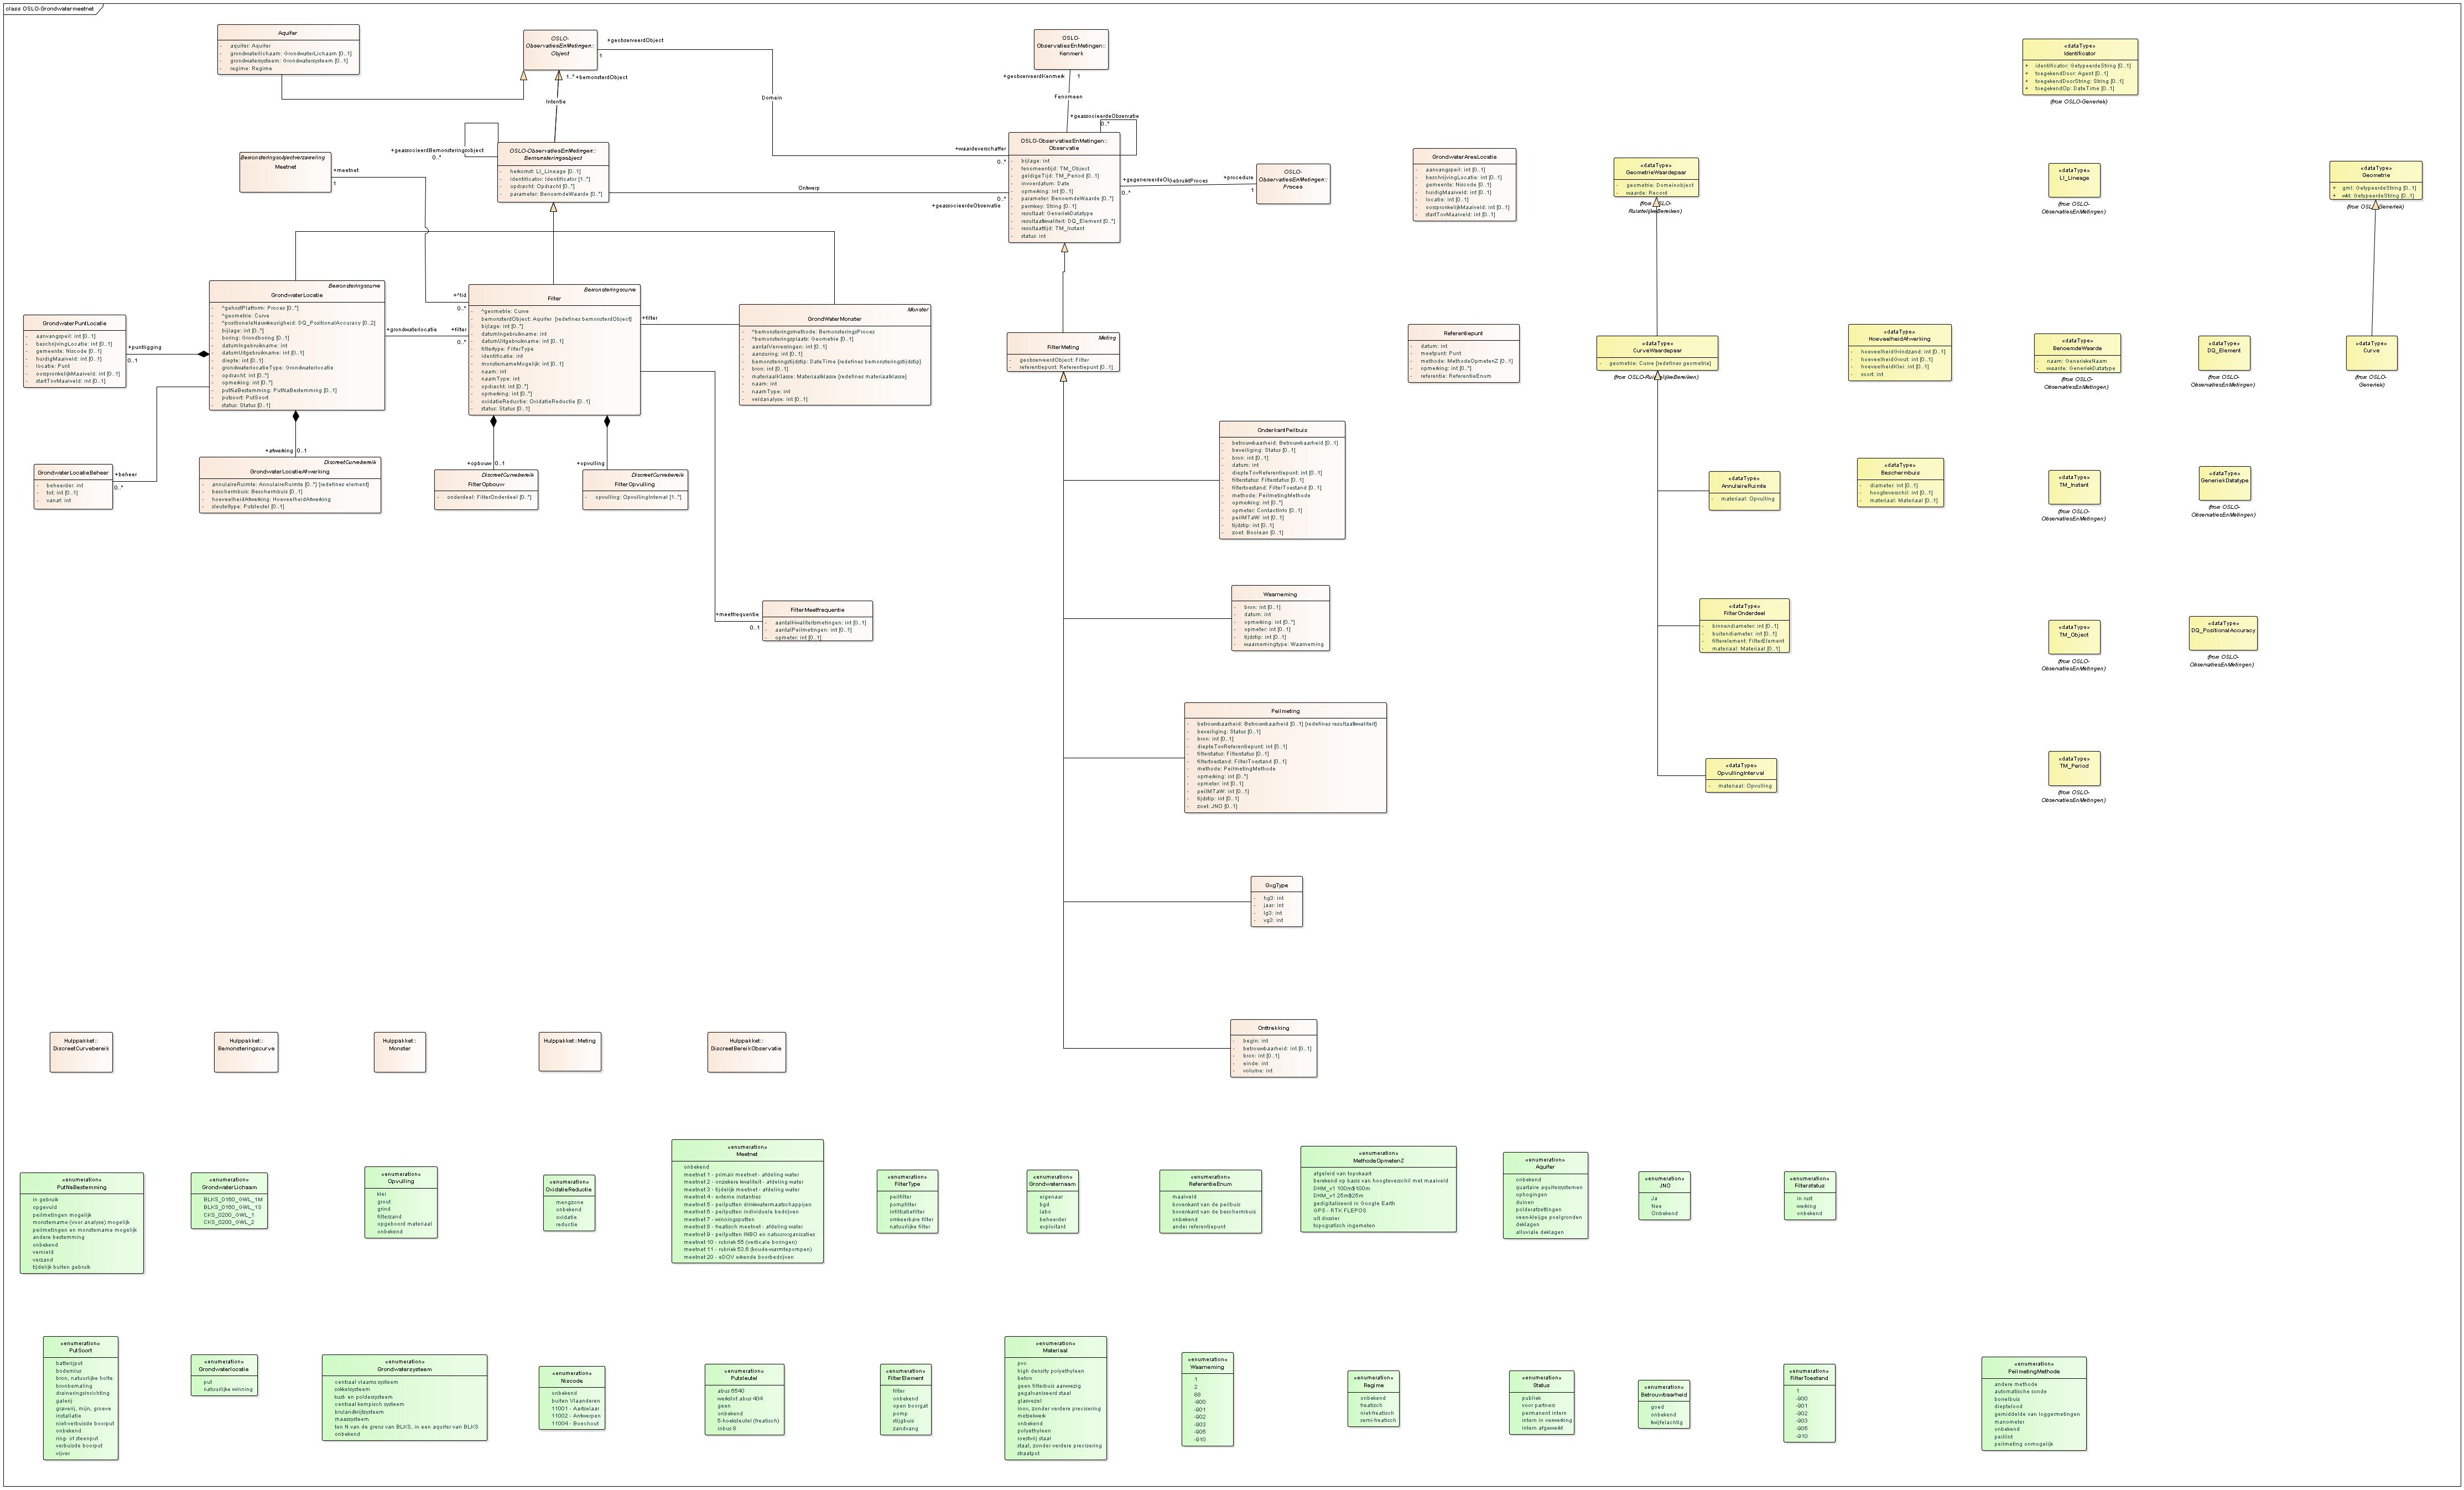 class OSLO-Grondwatermeetnet
Aquifer
- aquifer: Aquifer
- grondwaterlichaam: GrondwaterLichaam [0..1]
- grondwatersysteem: Grondwatersysteem [0..1]
- regime: Regime
OSLO-
ObservatiesEnMetingen::
Object
+geobserveerdObject
1
1..* +bemonsterdObject
Intentie
Domein
OSLO-
ObservatiesEnMetingen::
Kenmerk
+geobserveerdKenmerk 1
Fenomeen
+geassocieerdeObservatie
0..*
«dataType»
Identificator
+ identificator: GetypeerdeString [0..1]
+ toegekendDoor: Agent [0..1]
+ toegekendDoorString: String [0..1]
+ toegekendOp: DateTime [0..1]
(from OSLO-Generiek)
Bemonsteringsobjectverzameling
Meetnet
+meetnet
1
+geassocieerdBemonsteringsobject
0..*
OSLO-ObservatiesEnMetingen::
Bemonsteringsobject
- herkomst: LI_Lineage [0..1]
- identificator: Identificator [1..*]
- opdracht: Opdracht [0..*]
- parameter: BenoemdeWaarde [0..*]
Ontwerp
+waardeverschaffer
0..*
0..*
+geassocieerdeObservatie
OSLO-ObservatiesEnMetingen::
Observatie
- bijlage: int
- fenomeentijd: TM_Object
- geldigeTijd: TM_Period [0..1]
- invoerdatum: Date
- opmerking: int [0..1]
- parameter: BenoemdeWaarde [0..*]
- permkey: String [0..1]
- resultaat: GeneriekDatatype
- resultaatkwaliteit: DQ_Element [0..*]
- resultaattijd: TM_Instant
- status: int
GebruiktProces
+procedure
0..*
1
OSLO-
ObservatiesEnMetingen::
Proces
GrondwaterAreaLocatie
- aanvangspeil: int [0..1]
- beschrijvingLocatie: int [0..1]
- gemeente: Niscode [0..1]
- huidigMaaiveld: int [0..1]
- locatie: int [0..1]
- oorspronkelijkMaaiveld: int [0..1]
- startTovMaaiveld: int [0..1]
«dataType»
GeometrieWaardepaar
- geometrie: Domeinobject
- waarde: Record
«dataType»
LI_Lineage
(from OSLO-
ObservatiesEnMetingen)
«dataType»
Geometrie
+ gml: GetypeerdeString [0..1]
+ wkt: GetypeerdeString [0..1]
GrondwaterPuntLocatie
- aanvangspeil: int [0..1]
- beschrijvingLocatie: int [0..1]
- gemeente: Niscode [0..1]
- huidigMaaiveld: int [0..1]
- locatie: Punt
- oorspronkelijkMaaiveld: int [0..1]
- startTovMaaiveld: int [0..1]
+puntligging
0..1
Bemonsteringscurve
GrondwaterLocatie
- ^gehostPlatform: Proces [0..*]
- ^geometrie: Curve
- ^positioneleNauwkeurigheid: DQ_PositionalAccuracy [0..2]
- bijlage: int [0..*]
- boring: Grondboring [0..1]
- datumIngebruikname: int
- datumUitgebruikname: int [0..1]
- diepte: int [0..1]
- grondwaterlocatieType: Grondwaterlocatie
- opdracht: int [0..*]
- opmerking: int [0..*]
- putNaBestemming: PutNaBestemming [0..1]
- putsoort: PutSoort
- status: Status [0..1]
+grondwaterlocatie
+^lid
0..*
+filter
0..*
Bemonsteringscurve
Filter
- ^geometrie: Curve
- bemonsterdObject: Aquifer {redefines bemonsterdObject}
- bijlage: int [0..*]
- datumIngebruikname: int
- datumUitgebruikname: int [0..1]
- filtertype: FilterType
- identificatie: int
- monsternameMogelijk: int [0..1]
- naam: int
- naamType: int
- opdracht: int [0..*]
- opmerking: int [0..*]
- oxidatieReductie: OxidatieReductie [0..1]
- status: Status [0..1]
+filter
Monster
GrondWaterMonster
- ^bemonsteringsmethode: BemonsteringsProces
- ^bemonsteringsplaats: Geometrie [0..1]
- aantalVerversingen: int [0..1]
- aanzuring: int [0..1]
- bemonsteringstijdstip: DateTime {redefines bemonsteringstijdstip}
- bron: int [0..1]
- materiaalKlasse: Materiaalklasse {redefines materiaalklasse}
- naam: int
- naamType: int
- veldanalyse: int [0..1]
Meting
FilterMeting
- geobserveerdObject: Filter
- referentiepunt: Referentiepunt [0..1]
Referentiepunt
- datum: int
- meetpunt: Punt
- methode: MethodeOpmetenZ [0..1]
- opmerking: int [0..*]
- referentie: ReferentieEnum
«dataType»
CurveWaardepaar
- geometrie: Curve {redefines geometrie}
«dataType»
HoeveelheidAfwerking
- hoeveelheidGrindzand: int [0..1]
- hoeveelheidGrout: int [0..1]
- hoeveelheidKlei: int [0..1]
- soort: int
«dataType»
BenoemdeWaarde
- naam: GeneriekeNaam
- waarde: GeneriekDatatype
(from OSLO-
ObservatiesEnMetingen)
«dataType»
DQ_Element
(from OSLO-
ObservatiesEnMetingen)
«dataType»
Curve
(from OSLO-
Generiek)
GrondwaterLocatieBeheer
- beheerder: int
- tot: int [0..1]
- vanaf: int
+beheer
0..*
+afwerking 0..1
DiscreetCurvebereik
GrondwaterLocatieAfwerking
- annulaireRuimte: AnnulaireRuimte [0..*] {redefines element}
- beschermbuis: Beschermbuis [0..1]
- hoeveelheidAfwerking: HoeveelheidAfwerking
- sleuteltype: Putsleutel [0..1]
+opbouw 0..1
DiscreetCurvebereik
FilterOpbouw
- onderdeel: FilterOnderdeel [0..*]
+opvulling
DiscreetCurvebereik
FilterOpvulling
- opvulling: OpvullingInterval [1..*]
+meetfrequentie
0..1
FilterMeetfrequentie
- aantalKwaliteitsmetingen: int [0..1]
- aantalPeilmetingen: int [0..1]
- opmeter: int [0..1]
OnderkantPeilbuis
- betrouwbaarheid: Betrouwbaarheid [0..1]
- beveiliging: Status [0..1]
- bron: int [0..1]
- datum: int
- diepteTovReferentiepunt: int [0..1]
- filterstatus: Filterstatus [0..1]
- filtertoestand: FilterToestand [0..1]
- methode: PeilmetingMethode
- opmerking: int [0..*]
- opmeter: ContactInfo [0..1]
- peilMTaW: int [0..1]
- tijdstip: int [0..1]
- zoet: Boolean [0..1]
«dataType»
AnnulaireRuimte
- materiaal: Opvulling
«dataType»
Beschermbuis
- diameter: int [0..1]
- hoogteverschil: int [0..1]
- materiaal: Materiaal [0..1]
«dataType»
TM_Instant
(from OSLO-
ObservatiesEnMetingen)
«dataType»
GeneriekDatatype
(from OSLO-
ObservatiesEnMetingen)
Waarneming
- bron: int [0..1]
- datum: int
- opmerking: int [0..*]
- opmeter: int [0..1]
- tijdstip: int [0..1]
- waarnemingtype: Waarneming
«dataType»
FilterOnderdeel
- binnendiameter: int [0..1]
- buitendiameter: int [0..1]
- filterelement: FilterElement
- materiaal: Materiaal [0..1]
«dataType»
TM_Object
(from OSLO-
ObservatiesEnMetingen)
«dataType»
DQ_PositionalAccuracy
(from OSLO-
ObservatiesEnMetingen)
Peilmeting
- betrouwbaarheid: Betrouwbaarheid [0..1] {redefines resultaatkwaliteit}
- beveiliging: Status [0..1]
- bron: int [0..1]
- diepteTovReferentiepunt: int [0..1]
- filterstatus: Filterstatus [0..1]
- filtertoestand: FilterToestand [0..1]
- methode: PeilmetingMethode
- opmerking: int [0..*]
- opmeter: int [0..1]
- peilMTaW: int [0..1]
- tijdstip: int [0..1]
- zoet: JNO [0..1]
«dataType»
OpvullingInterval
- materiaal: Opvulling
«dataType»
TM_Period
(from OSLO-
ObservatiesEnMetingen)
GxgType
- hg3: int
- jaar: int
- lg3: int
- vg3: int
Onttrekking
- begin: int
- betrouwbaarheid: int [0..1]
- bron: int [0..1]
- einde: int
- volume: int
Hulppakket::
DiscreetCurvebereik
Hulppakket::
Bemonsteringscurve
Hulppakket::
Monster
Hulppakket::Meting
Hulppakket::
DiscreetBereikObservatie
«enumeration»
PutNaBestemming
in gebruik
opgevuld
peilmetingen mogelijk
monstername (voor analyse) mogelijk
peilmetingen en monstername mogelijk
andere bestemming
onbekend
vernield
verzand
tijdelijk buiten gebruik
«enumeration»
GrondwaterLichaam
BLKS_0160_GWL_1M
BLKS_0160_GWL_1S
CKS_0200_GWL_1
CKS_0200_GWL_2
«enumeration»
Opvulling
klei
grout
grind
filterzand
opgeboord materiaal
onbekend
«enumeration»
OxidatieReductie
mengzone
onbekend
oxidatie
reductie
«enumeration»
Meetnet
onbekend
meetnet 1 - primair meetnet - afdeling water
meetnet 2 - onzekere kwaliteit - afdeling water
meetnet 3 - tijdelijk meetnet - afdeling water
meetnet 4 - externe instanties
meetnet 5 - peilputten drinkwatermaatschappijen
meetnet 6 - peilputten individuele bedrijven
meetnet 7 - winningsputten
meetnet 8 - freatisch meetnet - afdeling water
meetnet 9 - peilputten INBO en natuurorganisaties
meetnet 10 - rubriek 55 (verticale boringen)
meetnet 11 - rubriek 53.6 (koude-warmtepompen)
meetnet 20 - eDOV erkende boorbedrijven
«enumeration»
FilterType
peilfilter
pompfilter
infiltratiefilter
omkeerbare filter
natuurlijke filter
«enumeration»
Grondwaternaam
eigenaar
bgd
labo
beheerder
exploitant
«enumeration»
ReferentieEnum
maaiveld
bovenkant van de peilbuis
bovenkant van de beschermbuis
onbekend
ander referentiepunt
«enumeration»
MethodeOpmetenZ
afgeleid van topokaart
berekend op basis van hoogteverschil met maaiveld
DHM_v1 100m$100m
DHM_v1 25m$25m
gedigitaliseerd in Google Earth
GPS - RTK FLEPOS
uit dossier
topografisch ingemeten
«enumeration»
Aquifer
onbekend
quartaire aquifersystemen
ophogingen
duinen
polderafzettingen
veen-kleiige poelgronden
deklagen
alluviale deklagen
«enumeration»
JNO
Ja
Nee
Onbekend
«enumeration»
Filterstatus
in rust
werking
onbekend
«enumeration»
PutSoort
batterijput
bodemlus
bron, natuurlijke holte
bronbemaling
draineringsinrichting
galerij
graverij, mijn, groeve
installatie
nietverbuisde boorput
onbekend
ring- of steenput
verbuisde boorput
vijver
«enumeration»
Grondwaterlocatie
put
natuurlijke winning
«enumeration»
Grondwatersysteem
centraal vlaams systeem
sokkelsysteem
kust- en poldersysteem
centraal kempisch systeem
brulandkrijtsysteem
maassysteem
ten N van de grens van BLKS, in een aquifer van BLKS
onbekend
«enumeration»
Niscode
onbekend
buiten Vlaanderen
11001 - Aartselaar
11002 - Antwerpen
11004 - Boechout
«enumeration»
Putsleutel
abus 6540
werkslot abus 404
geen
onbekend
5-hoeksleutel (freatisch)
inbus 8
«enumeration»
FilterElement
filter
onbekend
open boorgat
pomp
stijgbuis
zandvang
«enumeration»
Materiaal
pvc
high density polyethyleen
beton
geen filterbuis aanwezig
gegalvaniseerd staal
glasvezel
inox, zonder verdere precisering
metselwerk
onbekend
polyethyleen
roestvrij staal
staal, zonder verdere precisering
straatpot
«enumeration»
Waarneming
1
2
88
-900
-901
-902
-903
-905
-910
«enumeration»
Regime
onbekend
freatisch
niet-freatisch
semi-freatisch
«enumeration»
Status
publiek
voor partners
permanent intern
intern in verwerking
intern afgewerkt
«enumeration»
Betrouwbaarheid
goed
onbekend
twijfelachtig
«enumeration»
FilterToestand
1
-900
-901
-902
-903
-905
-910
«enumeration»
PeilmetingMethode
andere methode
automatische sonde
borrelbuis
dieptelood
gemiddelde van loggermetingen
manometer
onbekend
peillint
peilmeting onmogelijk